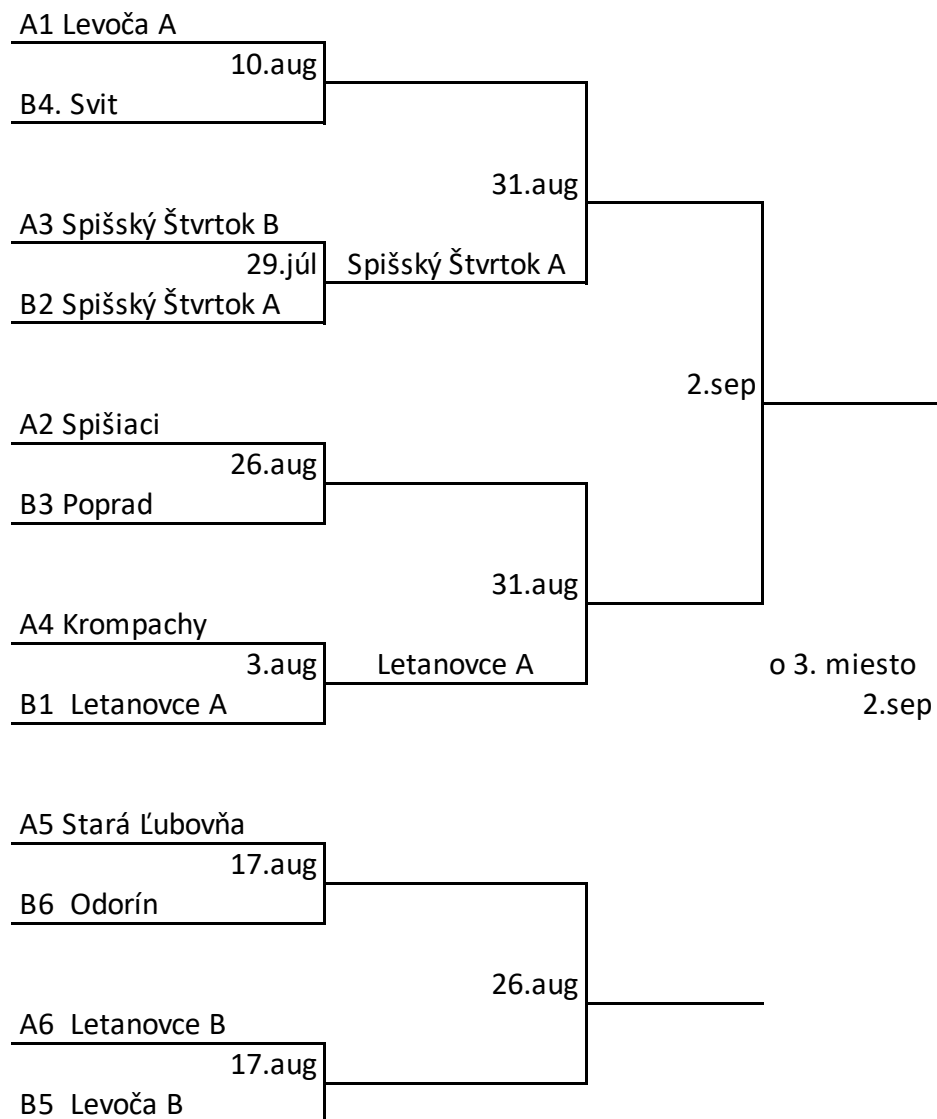 A1 Levoča A
10.aug
B4. Svit
31.aug
A3 Spišský Štvrtok B
29.júl Spišský Štvrtok A
B2 Spišský Štvrtok A
2.sep
A2 Spišiaci
26.aug
B3 Poprad
31.aug
A4 Krompachy
3.aug Letanovce A o 3. miesto
B1 Letanovce A 2.sep
A5 Stará Ľubovňa
17.aug
B6 Odorín
26.aug
A6 Letanovce B
17.aug
B5 Levoča B